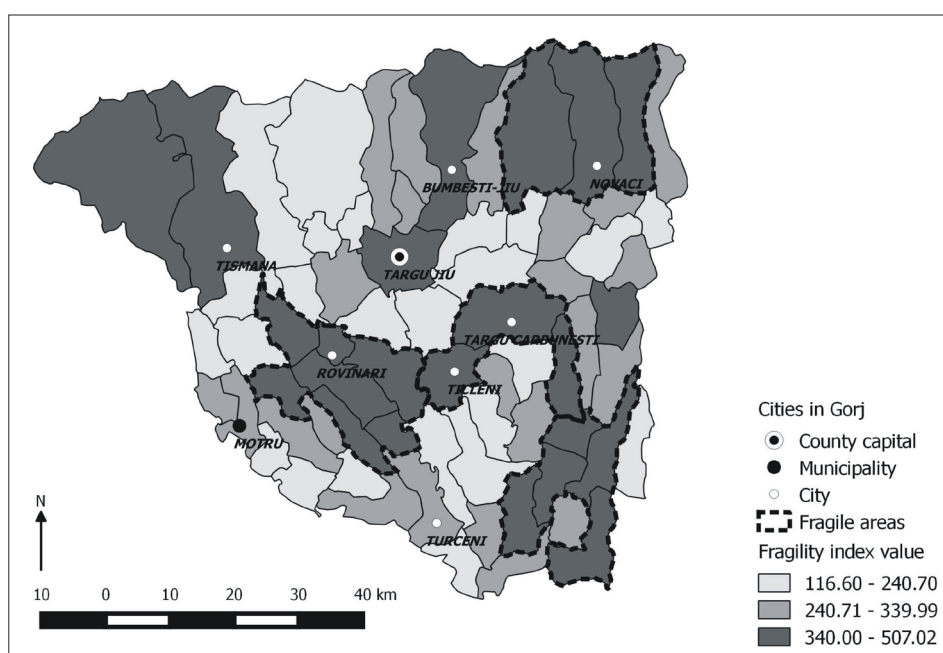 BUMBESTI-JIU
NOVACI
TISMANA
TARGU JIU
TARGU CARBUNESTI
ROVINARI
TICLENI
MOTRU
TURCENI
N
10 0 10 20 30 40 km
Cities in Gorj
County capital
Municipality
City
Fragile areas
Fragility index value
116.60 - 240.70
240.71 - 339.99
340.00 - 507.02